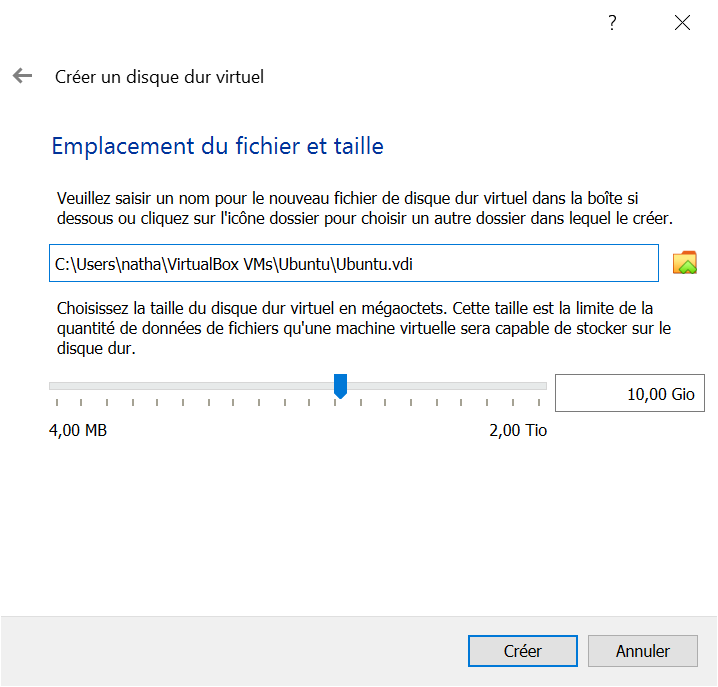 ?
Créer un disque dur virtuel
Emplacement du fichier et taille
Veuillez saisir un nom pour le nouveau fichier de disque dur virtuel dans la boîte si
dessous ou cliquez sur l'icône dossier pour choisir un autre dossier dans lequel le créer.
C:\Users\natha\VirtualBox VMs\Ubuntu\Ubuntu.vdi
Choisissez la taille du disque dur virtuel en mégaoctets. Cette taille est la limite de la
quantité de données de fichiers qu'une machine virtuelle sera capable de stocker sur le
disque dur.
10,00 Gio
4,00 MB 2,00 Tio
Créer Annuler